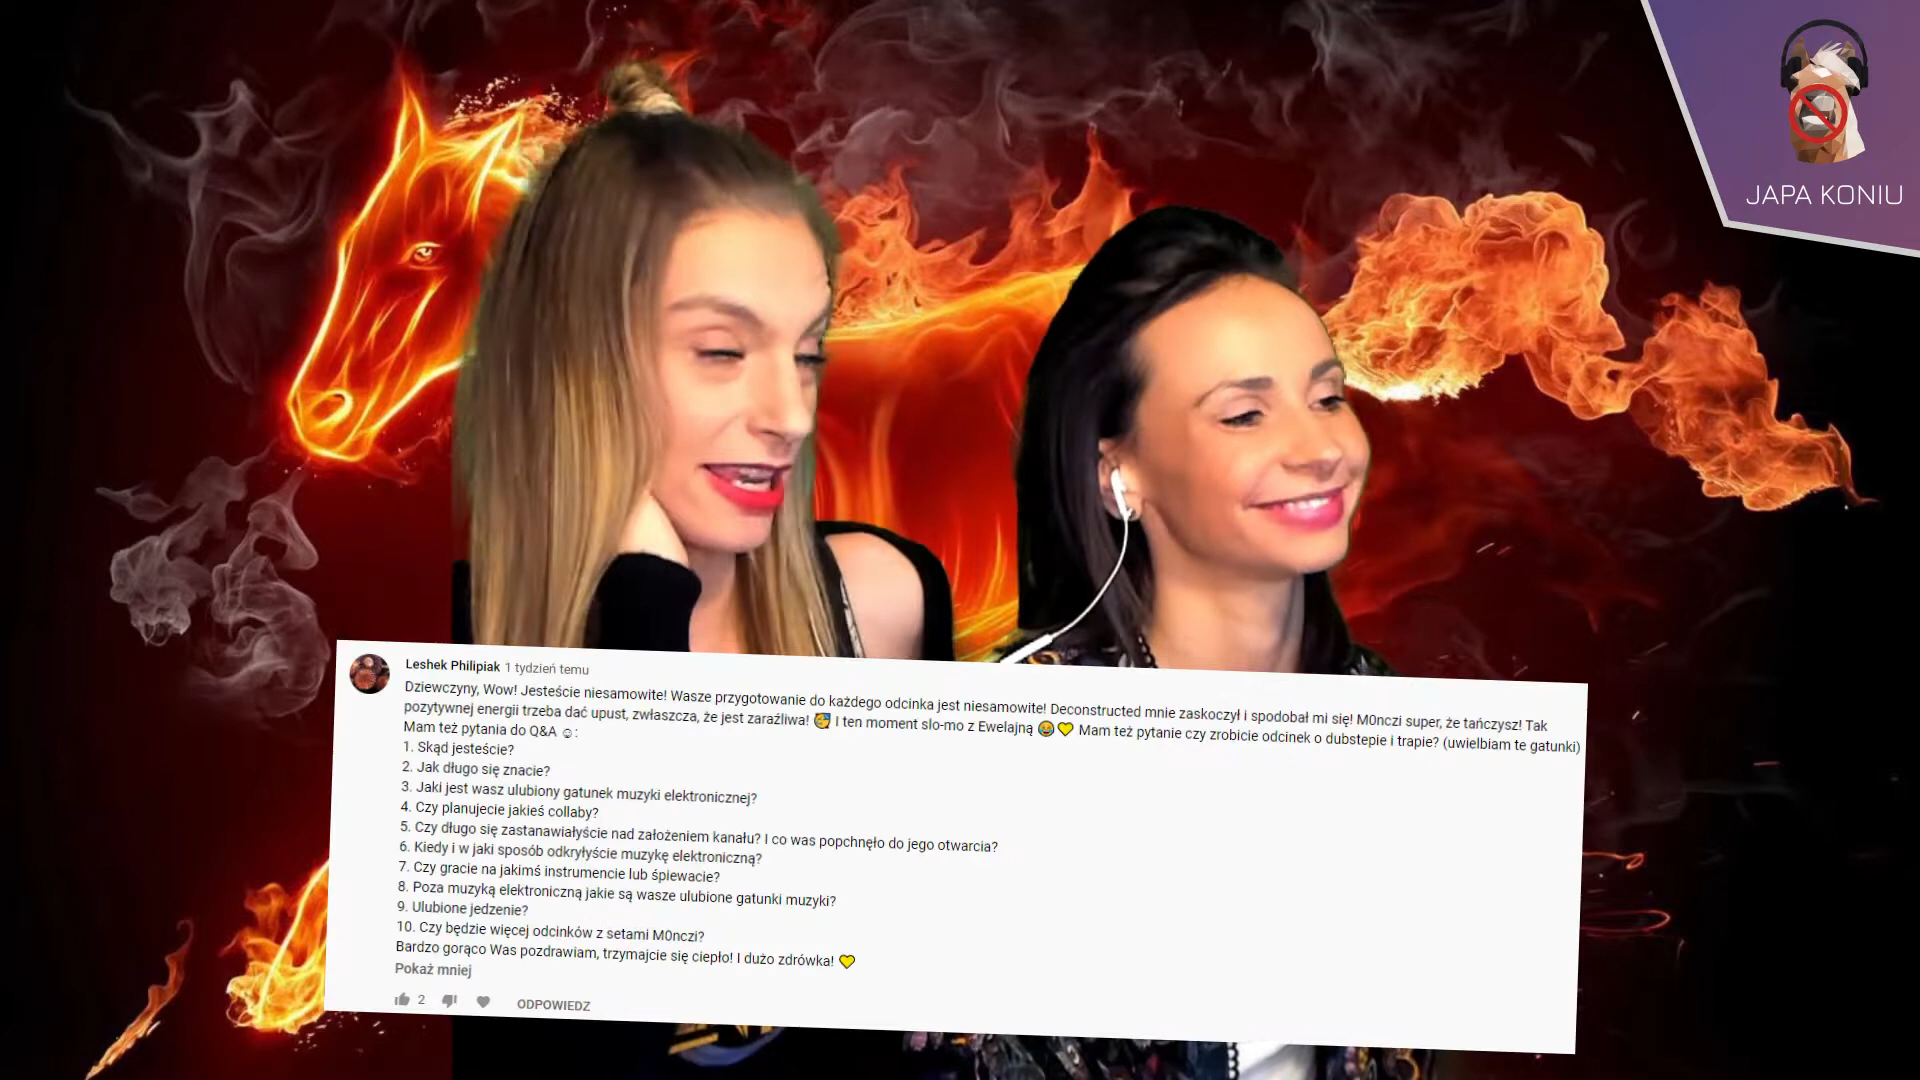 JAPA KONIU
Leshek Philipiak 1 tydzień temu
Dziewczyny, Wow! Jesteście niesamowite! Wasze przygotowanie do każdego odcinka jest niesamowite! Deconstructed mnie zaskoczył i spodobał mi się! M0nczi super, że tańczysz! Tak
pozytywnej energii trzeba dać upust, zwłaszcza, że jest zaraźliwa! 🥰 I ten moment slo-mo z Ewelajną 😂💛 Mam też pytanie czy zrobicie odcinek o dubstepie i trapie? (uwielbiam te gatunki)
Mam też pytania do Q&A ☺:
1. Skąd jesteście?
2. Jak długo się znacie?
3. Jaki jest wasz ulubiony gatunek muzyki elektronicznej?
4. Czy planujecie jakieś collaby?
5. Czy długo się zastanawiałyście nad założeniem kanału? I co was popchnęło do jego otwarcia?
6. Kiedy i w jaki sposób odkryłyście muzykę elektroniczną?
7. Czy gracie na jakimś instrumencie lub śpiewacie?
8. Poza muzyką elektroniczną jakie są wasze ulubione gatunki muzyki?
9. Ulubione jedzenie?
10. Czy będzie więcej odcinków z setami M0nczi?
Bardzo gorąco Was pozdrawiam, trzymajcie się ciepło! I dużo zdrówka! 💛
Pokaż mniej
2 ODPOWIEDZ